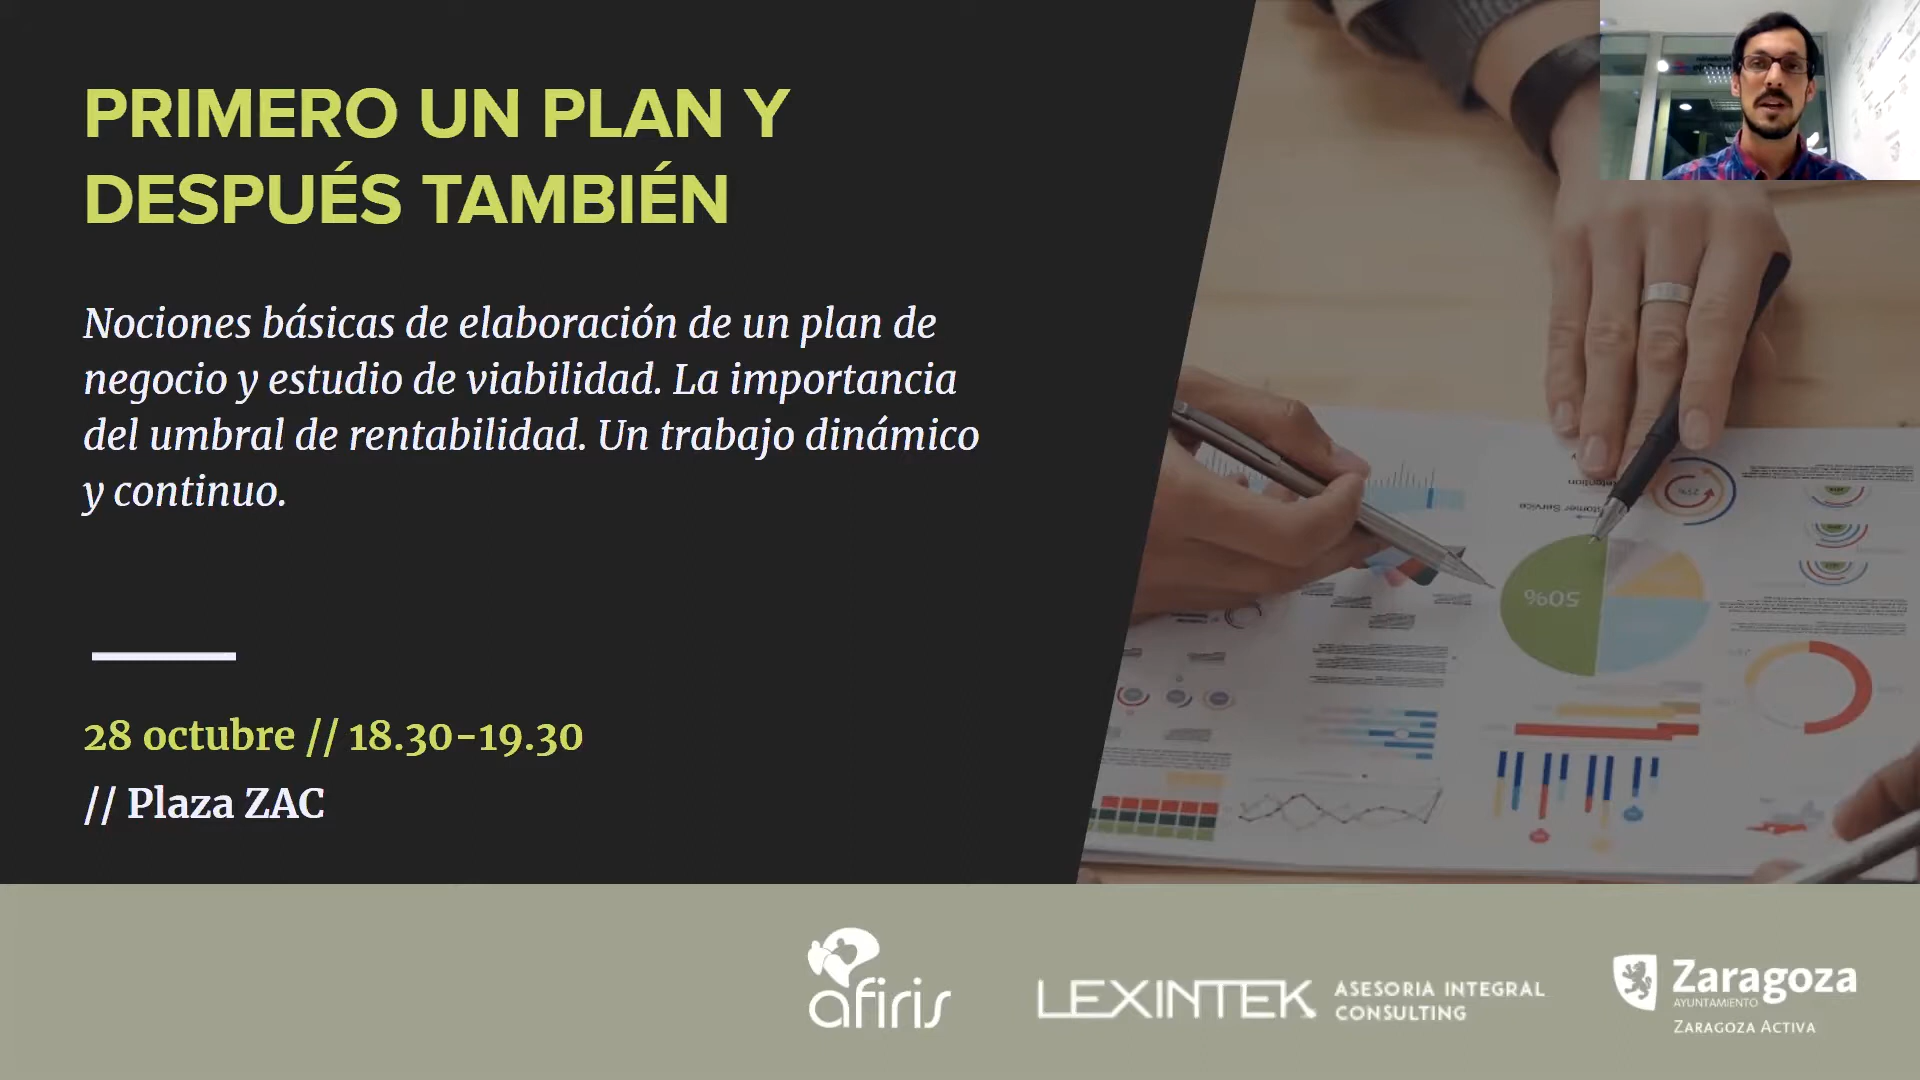 PRIMERO UN PLAN Y
DESPUÉS TAMBIÉN
Nociones básicas de elaboración de un plan de
negocio y estudio de viabilidad. La importancia
del umbral de rentabilidad. Un trabajo dinámico
y continuo.
28 octubre // 18.30-19.30
// Plaza ZAC
50%
afiris
LEXINTEK
ASESORIA INTEGRAL
CONSULTING
Zaragoza
AYUNTAMIENTO
ZARAGOZA ACTIVA